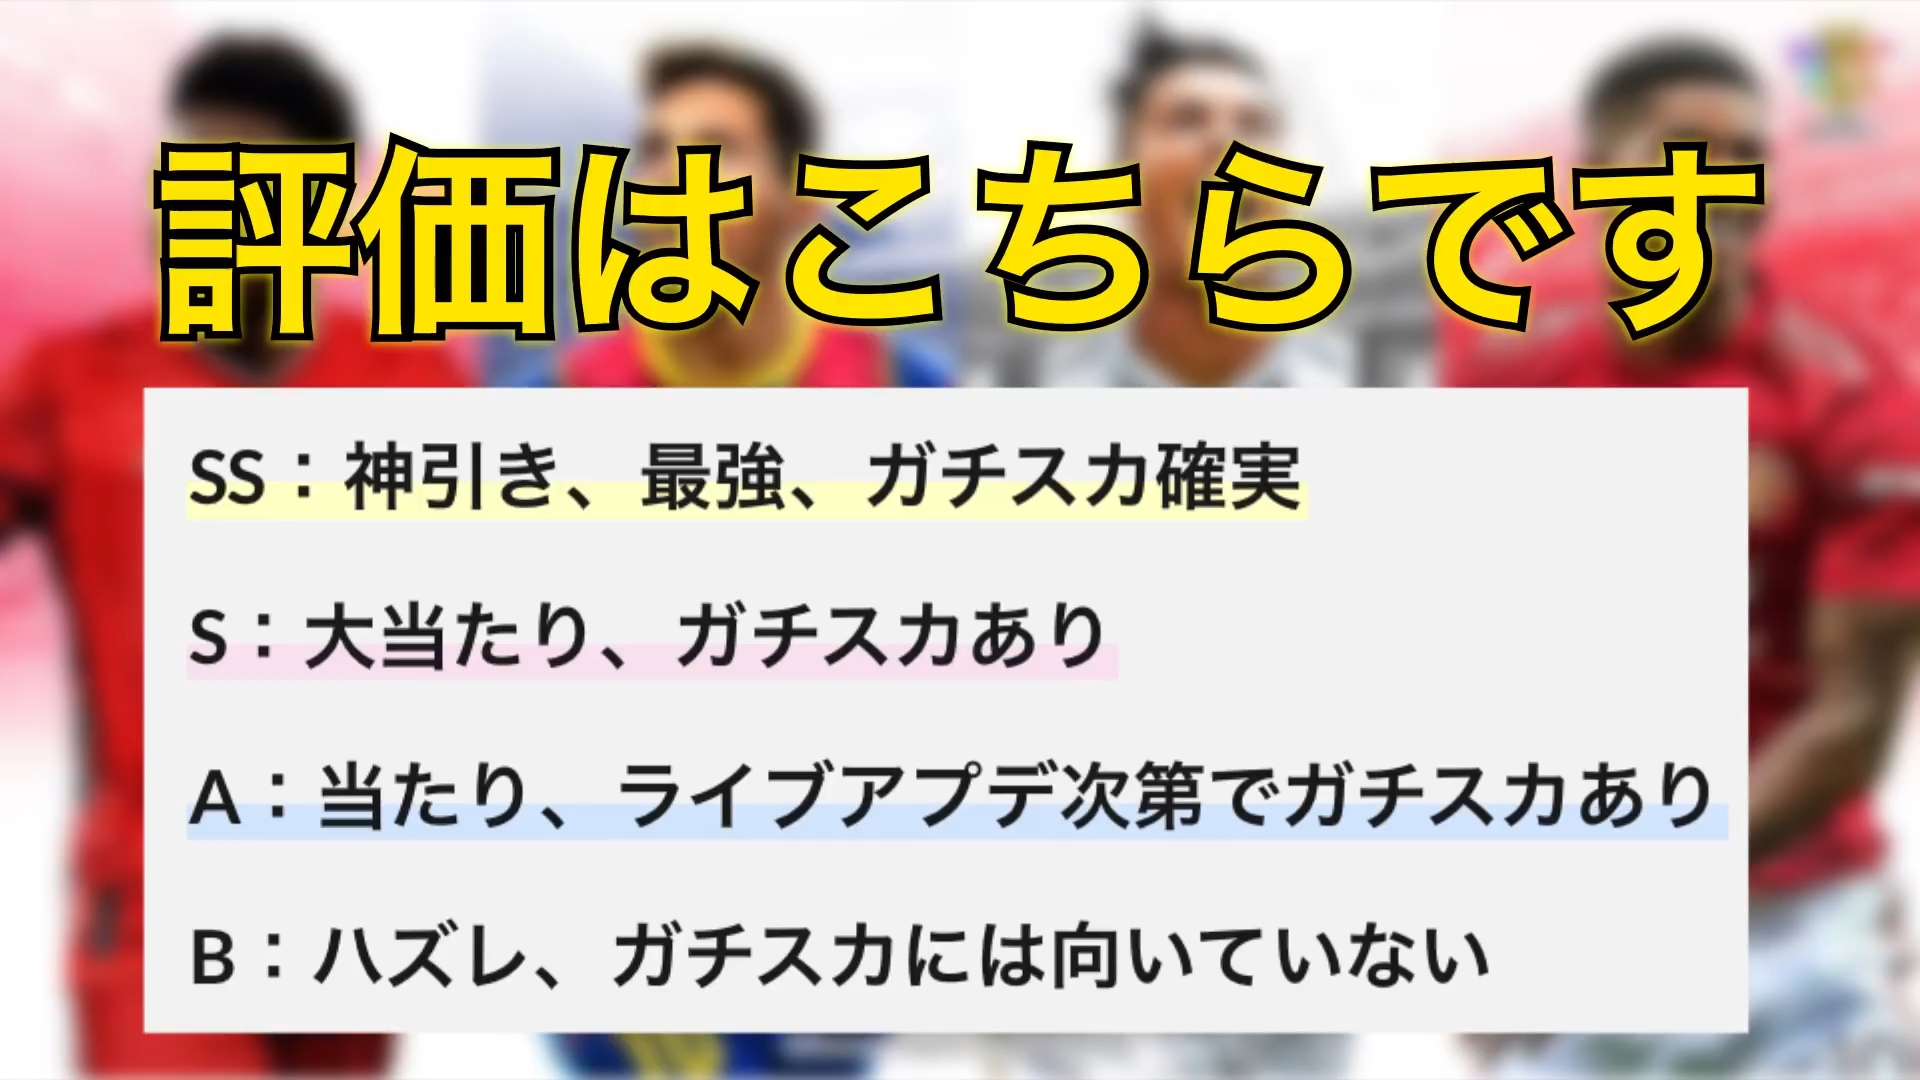 評価はこちらです
SS：神引き、最強、ガチスカ確実
S：大当たり、ガチスカあり
A：当たり、ライブアプデ次第でガチスカあり
B：ハズレ、ガチスカには向いていない